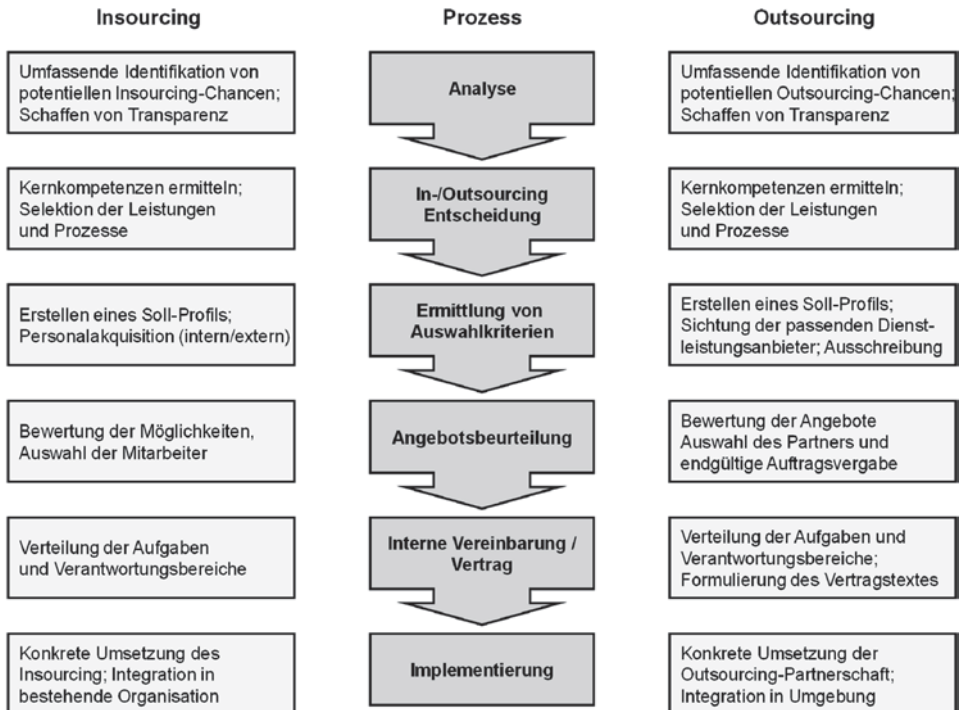 Insourcing
Prozess
Outsourcing
Umfassende Identifikation von
potentiellen Insourcing-Chancen;
Schaffen von Transparenz
Analyse
Umfassende Identifikation von
potentiellen Outsourcing-Chancen;
Schaffen von Transparenz
Kernkompetenzen ermitteln;
Selektion der Leistungen
und Prozesse
In-/Outsourcing
Entscheidung
Kernkompetenzen ermitteln;
Selektion der Leistungen
und Prozesse
Erstellen eines Soll-Profils;
Personalakquisition (intern/extern)
Ermittlung von
Auswahlkriterien
Erstellen eines Soll-Profils;
Sichtung der passenden Dienst-
leistungsanbieter; Ausschreibung
Bewertung der Möglichkeiten,
Auswahl der Mitarbeiter
Angebotsbeurteilung
Bewertung der Angebote
Auswahl des Partners und
endgültige Auftragsvergabe
Verteilung der Aufgaben
und Verantwortungsbereiche
Interne Vereinbarung /
Vertrag
Verteilung der Aufgaben und
Verantwortungsbereiche;
Formulierung des Vertragstextes
Konkrete Umsetzung des
Insourcing; Integration in
bestehende Organisation
Implementierung
Konkrete Umsetzung der
Outsourcing-Partnerschaft;
Integration in Umgebung